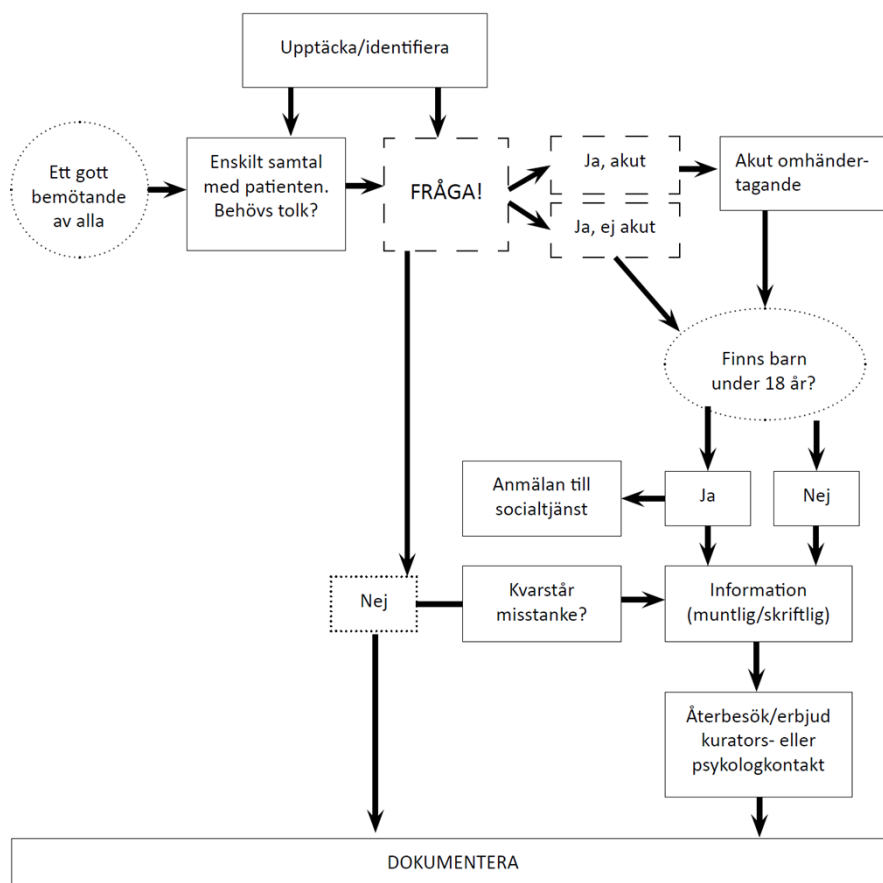 Upptäcka/identifiera
Ett gott
bemötande
av alla
Enskilt samtal
med patienten.
Behövs tolk?
FRÅGA!
Ja, akut
Ja, ej akut
Akut omhänder-
tagande
Finns barn
under 18 år?
Anmälan till
socialtjänst
Ja
Nej
Nej
Kvarstår
misstanke?
Information
(muntlig/skriftlig)
Återbesök/erbjud
kurators- eller
psykologkontakt
DOKUMENTERA